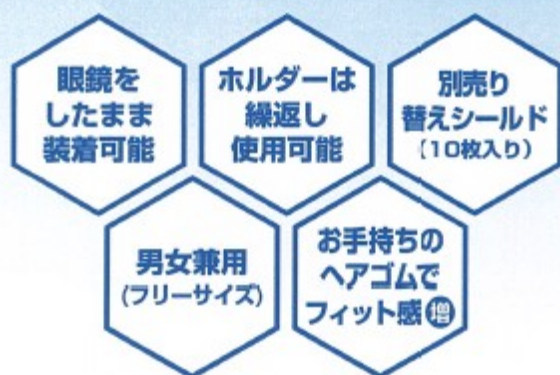 眼鏡を
したまま
装着可能
ホルダーは
繰返し
使用可能
別売り
替えシールド
（10枚入り）
男女兼用
(フリーサイズ)
お手持ちの
ヘアゴムで
フィット感増